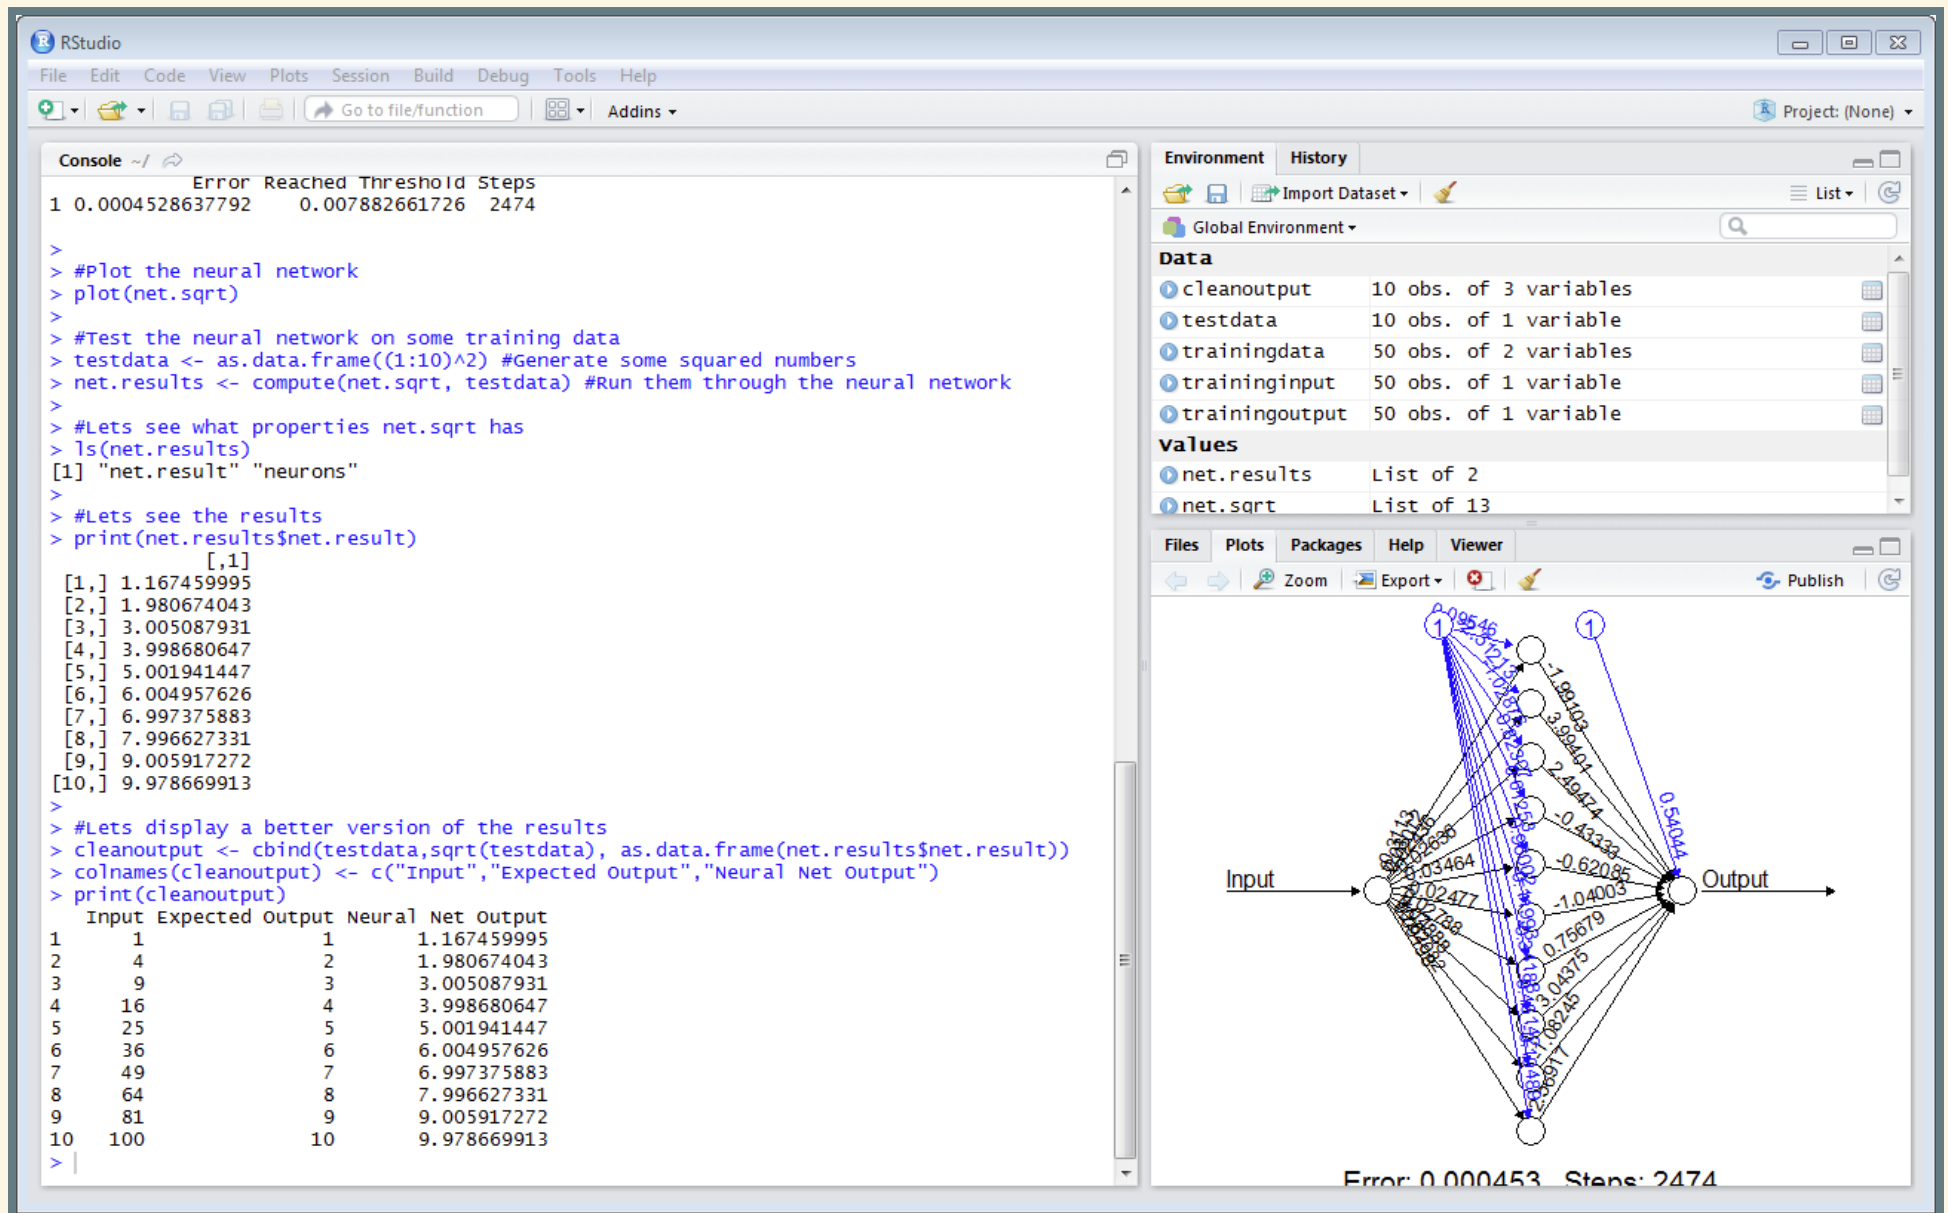 RStudio
File Edit Code View Plots Session Build Debug Tools Help
Go to file/function Addins Project: (None)
Console ~/
Error Reached Threshold Steps
1 0.0004528637792 0.007882661726 2474
>
> #Plot the neural network
> plot(net.sqrt)
>
> #Test the neural network on some training data
> testdata <- as.data.frame((1:10)^2) #Generate some squared numbers
> net.results <- compute(net.sqrt, testdata) #Run them through the neural network
>
> #Lets see what properties net.sqrt has
> ls(net.results)
[1] "net.result" "neurons"
>
> #Lets see the results
> print(net.results$net.result)
[,1]
[1,] 1.167459995
[2,] 1.980674043
[3,] 3.005087931
[4,] 3.998680647
[5,] 5.001941447
[6,] 6.004957626
[7,] 6.997375883
[8,] 7.996627331
[9,] 9.005917272
[10,] 9.978669913
>
> #Lets display a better version of the results
> cleanoutput <- cbind(testdata,sqrt(testdata), as.data.frame(net.results$net.result))
> colnames(cleanoutput) <- c("Input","Expected Output","Neural Net Output")
> print(cleanoutput)
Input Expected Output Neural Net Output
1 1 1 1.167459995
2 4 2 1.980674043
3 9 3 3.005087931
4 16 4 3.998680647
5 25 5 5.001941447
6 36 6 6.004957626
7 49 7 6.997375883
8 64 8 7.996627331
9 81 9 9.005917272
10 100 10 9.978669913
>
Environment History
Import Dataset List
Global Environment
Data
cleanoutput 10 obs. of 3 variables
testdata 10 obs. of 1 variable
trainingdata 50 obs. of 2 variables
traininginput 50 obs. of 1 variable
trainingoutput 50 obs. of 1 variable
Values
net.results List of 2
net.sqrt List of 13
Files Plots Packages Help Viewer
Zoom Export Publish
1
1
-1.99103
3.99401
2.49474
-0.43333
-0.62085
-1.04003
0.75679
3.04375
-1.08245
0.54044
0.03464
0.02477
Input
Output
Error: 0.000453 Steps: 2474